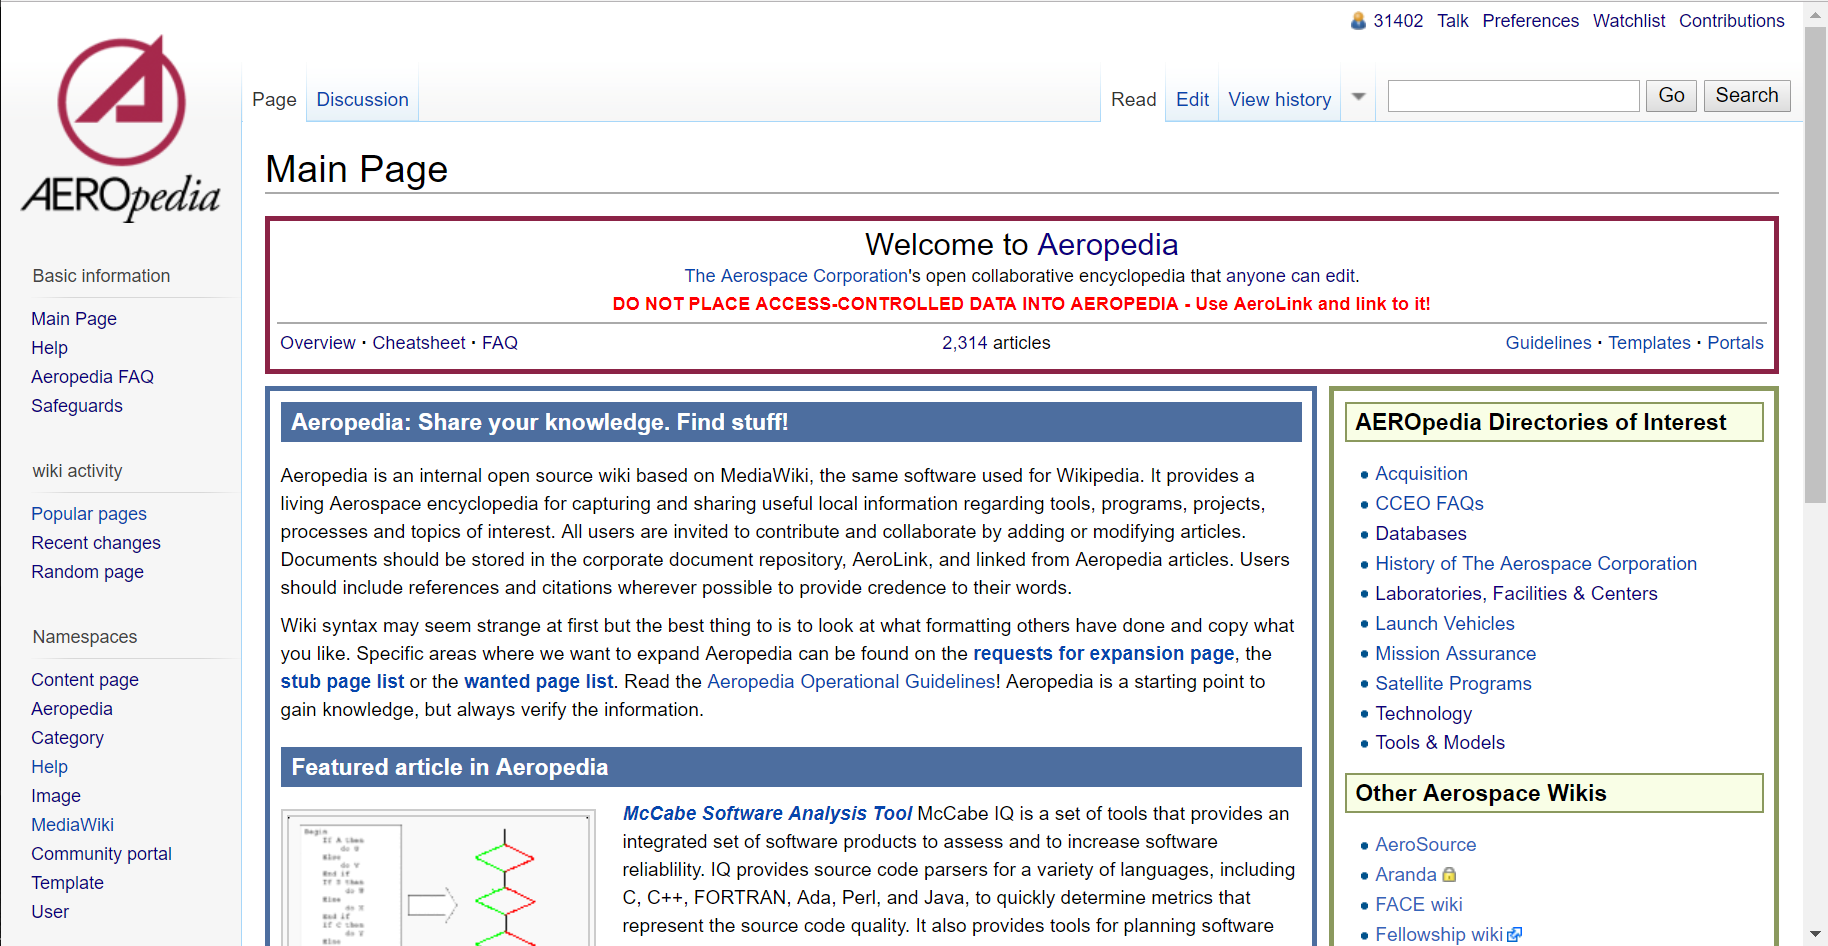 31402 Talk Preferences Watchlist Contributions
AEROpedia
Page Discussion Read Edit View history Go Search
Main Page
Welcome to Aeropedia
The Aerospace Corporation's open collaborative encyclopedia that anyone can edit.
DO NOT PLACE ACCESS-CONTROLLED DATA INTO AEROPEDIA - Use AeroLink and link to it!
Overview · Cheatsheet · FAQ 2,314 articles Guidelines · Templates · Portals
Basic information
Main Page
Help
Aeropedia FAQ
Safeguards
wiki activity
Popular pages
Recent changes
Random page
Namespaces
Content page
Aeropedia
Category
Help
Image
MediaWiki
Community portal
Template
User
Aeropedia: Share your knowledge. Find stuff!
Aeropedia is an internal open source wiki based on MediaWiki, the same software used for Wikipedia. It provides a
living Aerospace encyclopedia for capturing and sharing useful local information regarding tools, programs, projects,
processes and topics of interest. All users are invited to contribute and collaborate by adding or modifying articles.
Documents should be stored in the corporate document repository, AeroLink, and linked from Aeropedia articles. Users
should include references and citations wherever possible to provide credence to their words.
Wiki syntax may seem strange at first but the best thing to is to look at what formatting others have done and copy what
you like. Specific areas where we want to expand Aeropedia can be found on the requests for expansion page, the
stub page list or the wanted page list. Read the Aeropedia Operational Guidelines! Aeropedia is a starting point to
gain knowledge, but always verify the information.
Featured article in Aeropedia
Begin
If A then
do U
Else
do V
End if
Else
End if
If C then
do Y
Else
McCabe Software Analysis Tool McCabe IQ is a set of tools that provides an
integrated set of software products to assess and to increase software
reliablility. IQ provides source code parsers for a variety of languages, including
C, C++, FORTRAN, Ada, Perl, and Java, to quickly determine metrics that
represent the source code quality. It also provides tools for planning software
AEROpedia Directories of Interest
Acquisition
CCEO FAQs
Databases
History of The Aerospace Corporation
Laboratories, Facilities & Centers
Launch Vehicles
Mission Assurance
Satellite Programs
Technology
Tools & Models
Other Aerospace Wikis
AeroSource
Aranda
FACE wiki
Fellowship wiki